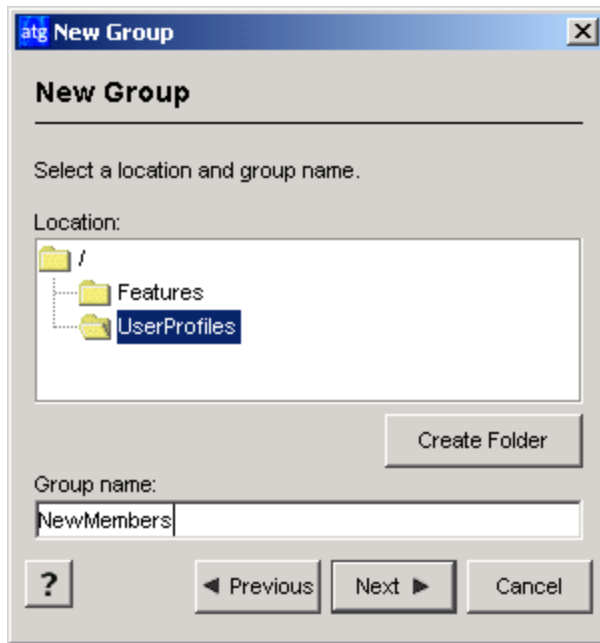 atg New Group
New Group
Select a location and group name.
Location:
/
Features
UserProfiles
Create Folder
Group name:
NewMembers
? Previous Next Cancel